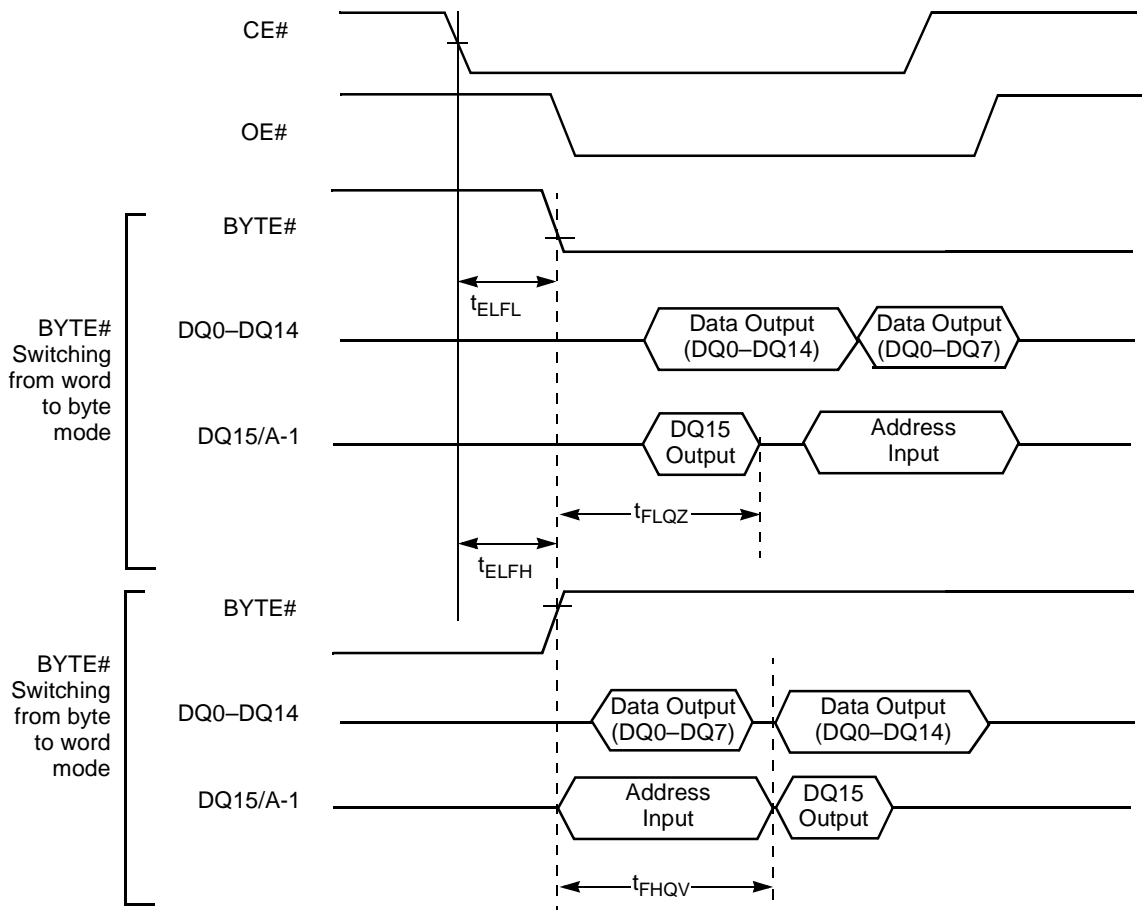 CE#
OE#
BYTE#
tELFL
BYTE#
Switching
from word
to byte
mode
DQ0–DQ14
Data Output
(DQ0–DQ14)
Data Output
(DQ0–DQ7)
DQ15/A-1
DQ15
Output
Address
Input
tFLQZ
tELFH
BYTE#
BYTE#
Switching
from byte
to word
mode
DQ0–DQ14
Data Output
(DQ0–DQ7)
Data Output
(DQ0–DQ14)
DQ15/A-1
Address
Input
DQ15
Output
tFHQV